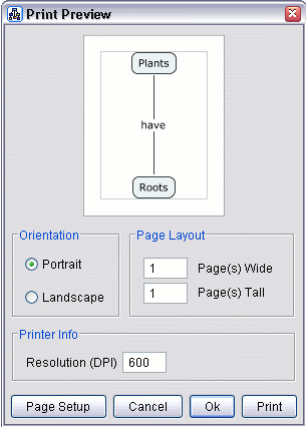 Print Preview
Plants
have
Roots
Orientation
Portrait
Landscape
Page Layout
1 Page(s) Wide
1 Page(s) Tall
Printer Info
Resolution (DPI) 600
Page Setup Cancel Ok Print